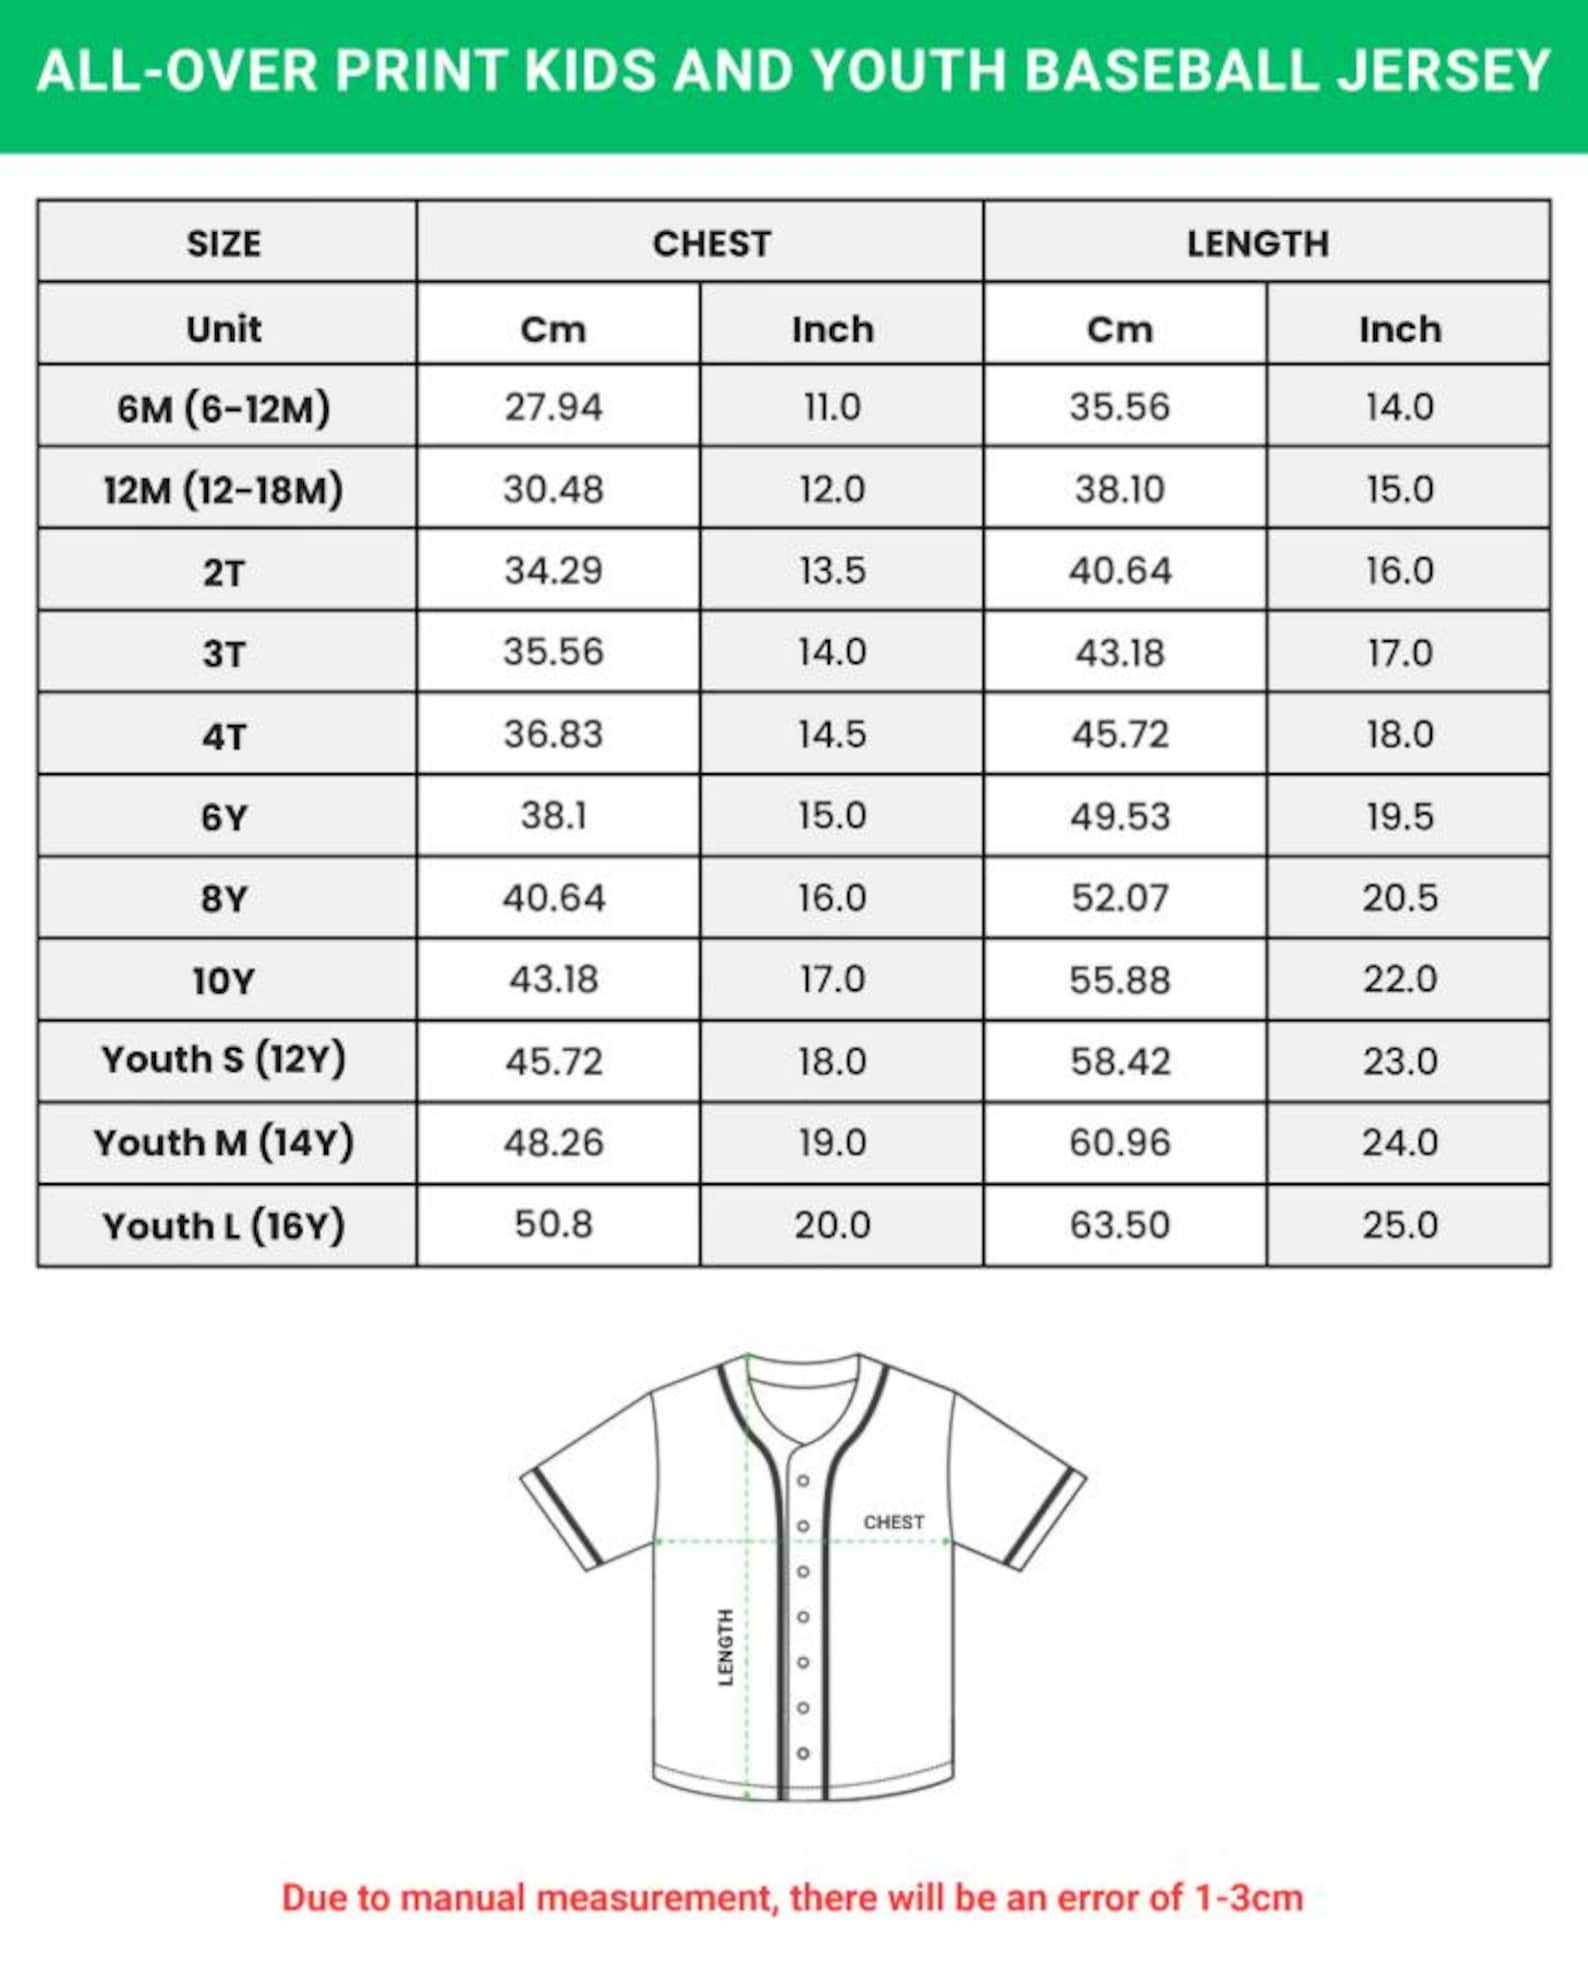 ALL-OVER PRINT KIDS AND YOUTH BASEBALL JERSEY
SIZE CHEST LENGTH
Unit Cm Inch Cm Inch
6M (6-12M) 27.94 11.0 35.56 14.0
12M (12-18M) 30.48 12.0 38.10 15.0
2T 34.29 13.5 40.64 16.0
3T 35.56 14.0 43.18 17.0
4T 36.83 14.5 45.72 18.0
6Y 38.1 15.0 49.53 19.5
8Y 40.64 16.0 52.07 20.5
10Y 43.18 17.0 55.88 22.0
Youth S (12Y) 45.72 18.0 58.42 23.0
Youth M (14Y) 48.26 19.0 60.96 24.0
Youth L (16Y) 50.8 20.0 63.50 25.0
CHEST
LENGTH
Due to manual measurement, there will be an error of 1-3cm